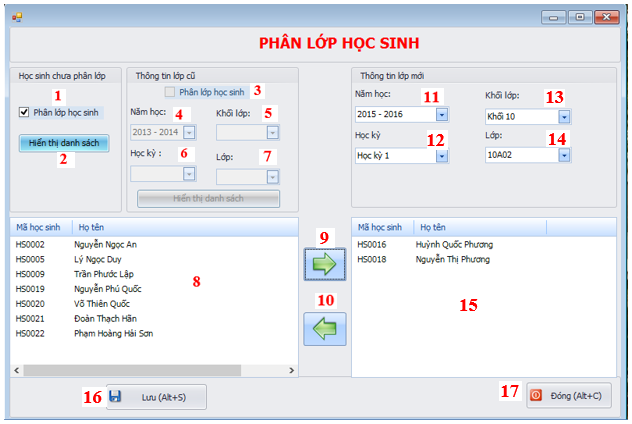 PHÂN LỚP HỌC SINH
Học sinh chưa phân lớp
1
Phân lớp học sinh
Hiển thị danh sách
2
Thông tin lớp cũ
Phân lớp học sinh 3
Năm học: 4
Khối lớp: 5
2013 - 2014
Học kỳ : 6
Lớp: 7
Hiển thị danh sách
Thông tin lớp mới
Năm học: 11
Khối lớp: 13
2015 - 2016
Khối 10
Học kỳ 12
Lớp: 14
Học kỳ 1
10A02
Mã học sinh Họ tên
HS0002 Nguyễn Ngọc An
HS0005 Lý Ngọc Duy
HS0009 Trần Phước Lập
HS0019 Nguyễn Phú Quốc
HS0020 Võ Thiên Quốc
HS0021 Đoàn Thạch Hãn
HS0022 Phạm Hoàng Hải Sơn
8
9
10
Mã học sinh Họ tên
HS0016 Huỳnh Quốc Phương
HS0018 Nguyễn Thị Phương
15
16 Lưu (Alt+S)
17 Đóng (Alt+C)